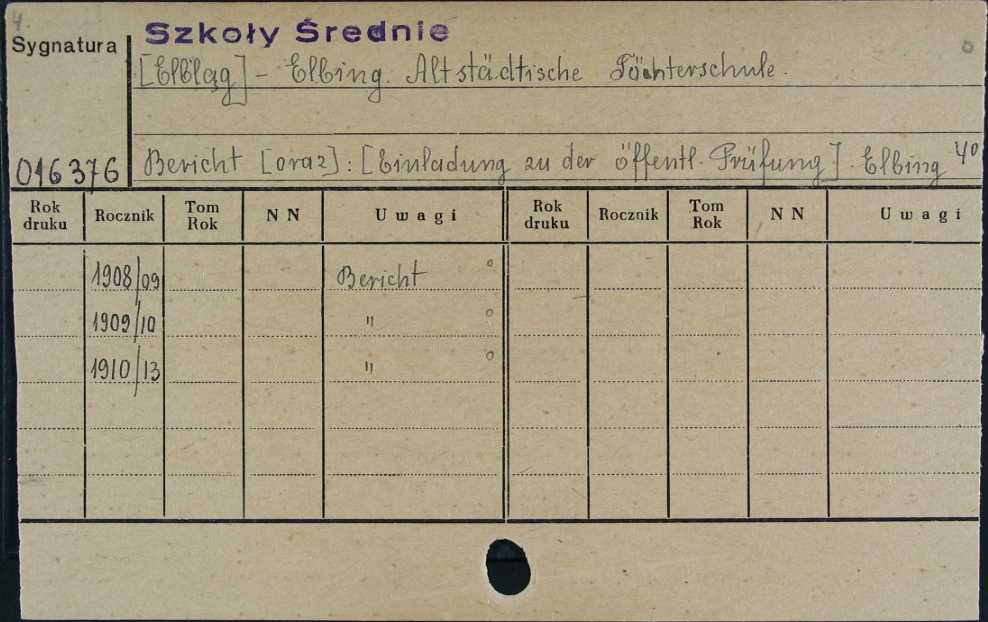 4.
Szkoły Średnie
Sygnatura
[Elbląg] - Elbing. Altstädtische Töchterschule.
016376
Bericht [oraz]: [Einladung zu der öffentl. Prüfung]. Elbing 4°
Rok druku Rocznik Tom Rok NN Uwagi Rok druku Rocznik Tom Rok NN Uwagi
1908/09 Bericht °
1909/10 " °
1910/13 " °